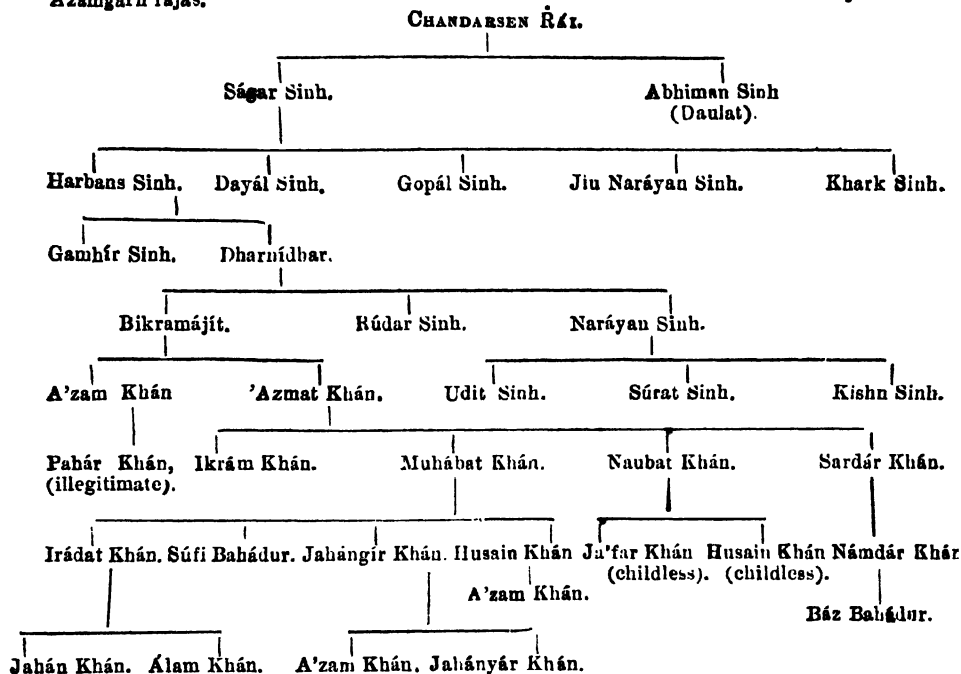 Azamgarh rajas.
CHANDARSEN RÁI.
Ságar Sinh. Abhiman Sinh
(Daulat).
Harbans Sinh. Dayál Sinh. Gopál Sinh. Jiu Naráyan Sinh. Khark Sinh.
Gamhír Sinh. Dharnídhar.
Bikramájít. Rúdar Sinh. Naráyan Sinh.
A'zam Khán 'Azmat Khán. Udit Sinh. Súrat Sinh. Kishn Sinh.
Pahár Khán, Ikrám Khán. Muhábat Khán. Naubat Khán. Sardár Khán.
(illegitimate).
Irádat Khán. Súfi Bahádur. Jahángír Khán. Husain Khán Ja'far Khán Husain Khán Námdár Khán
(childless). (childless).
A'zam Khán.
Báz Bahádur.
Jahán Khán. Álam Khán. A'zam Khán. Jahányár Khán.